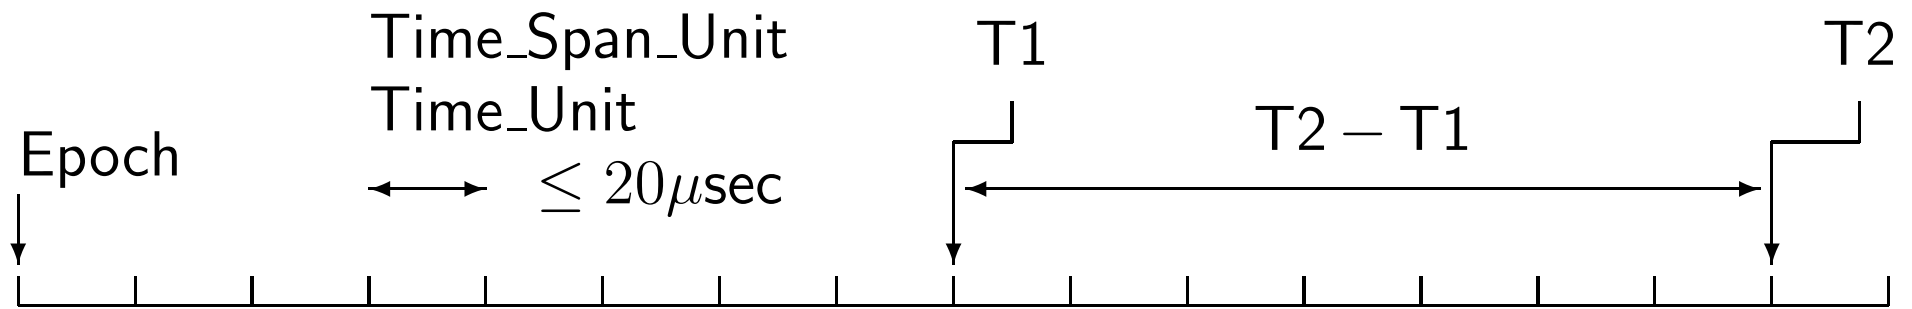 Time_Span_Unit
Time_Unit
≤ 20μsec
Epoch
T1
T2 – T1
T2